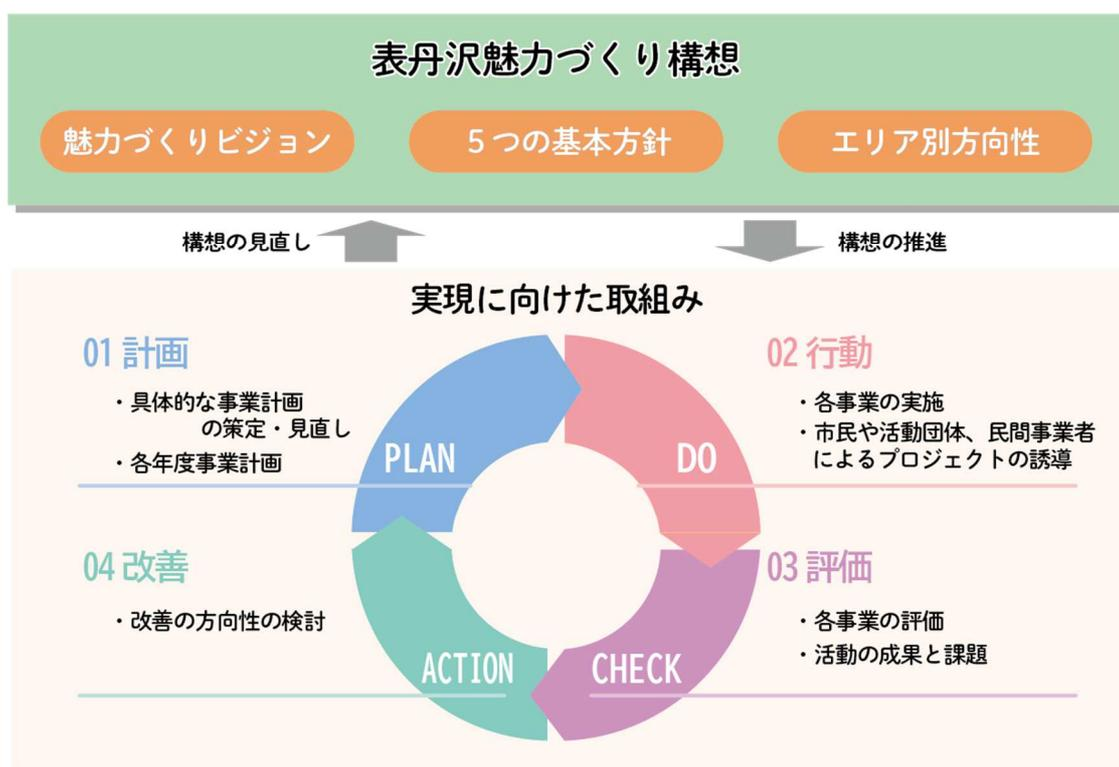 表丹沢魅力づくり構想
魅力づくりビジョン
5つの基本方針
エリア別方向性
構想の見直し
構想の推進
実現に向けた取組み
01 計画
・具体的な事業計画
の策定・見直し
・各年度事業計画
PLAN
02 行動
・各事業の実施
・市民や活動団体、民間事業者
によるプロジェクトの誘導
DO
03 評価
・各事業の評価
・活動の成果と課題
CHECK
04 改善
・改善の方向性の検討
ACTION